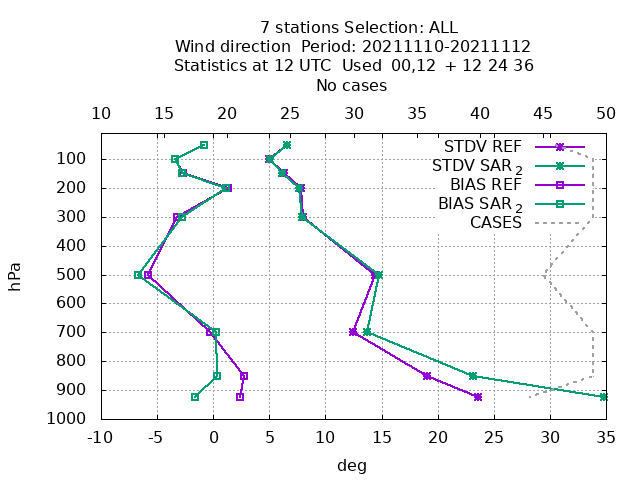 7 stations Selection: ALL
Wind direction  Period: 20211110-20211112
Statistics at 12 UTC  Used  00,12  + 12 24 36
No cases
10 15 20 25 30 35 40 45 50
STDV REF
STDV SAR 2
BIAS REF
BIAS SAR 2
CASES
100
200
300
400
500
600
700
800
900
1000
hPa
-10 -5 0 5 10 15 20 25 30 35
deg